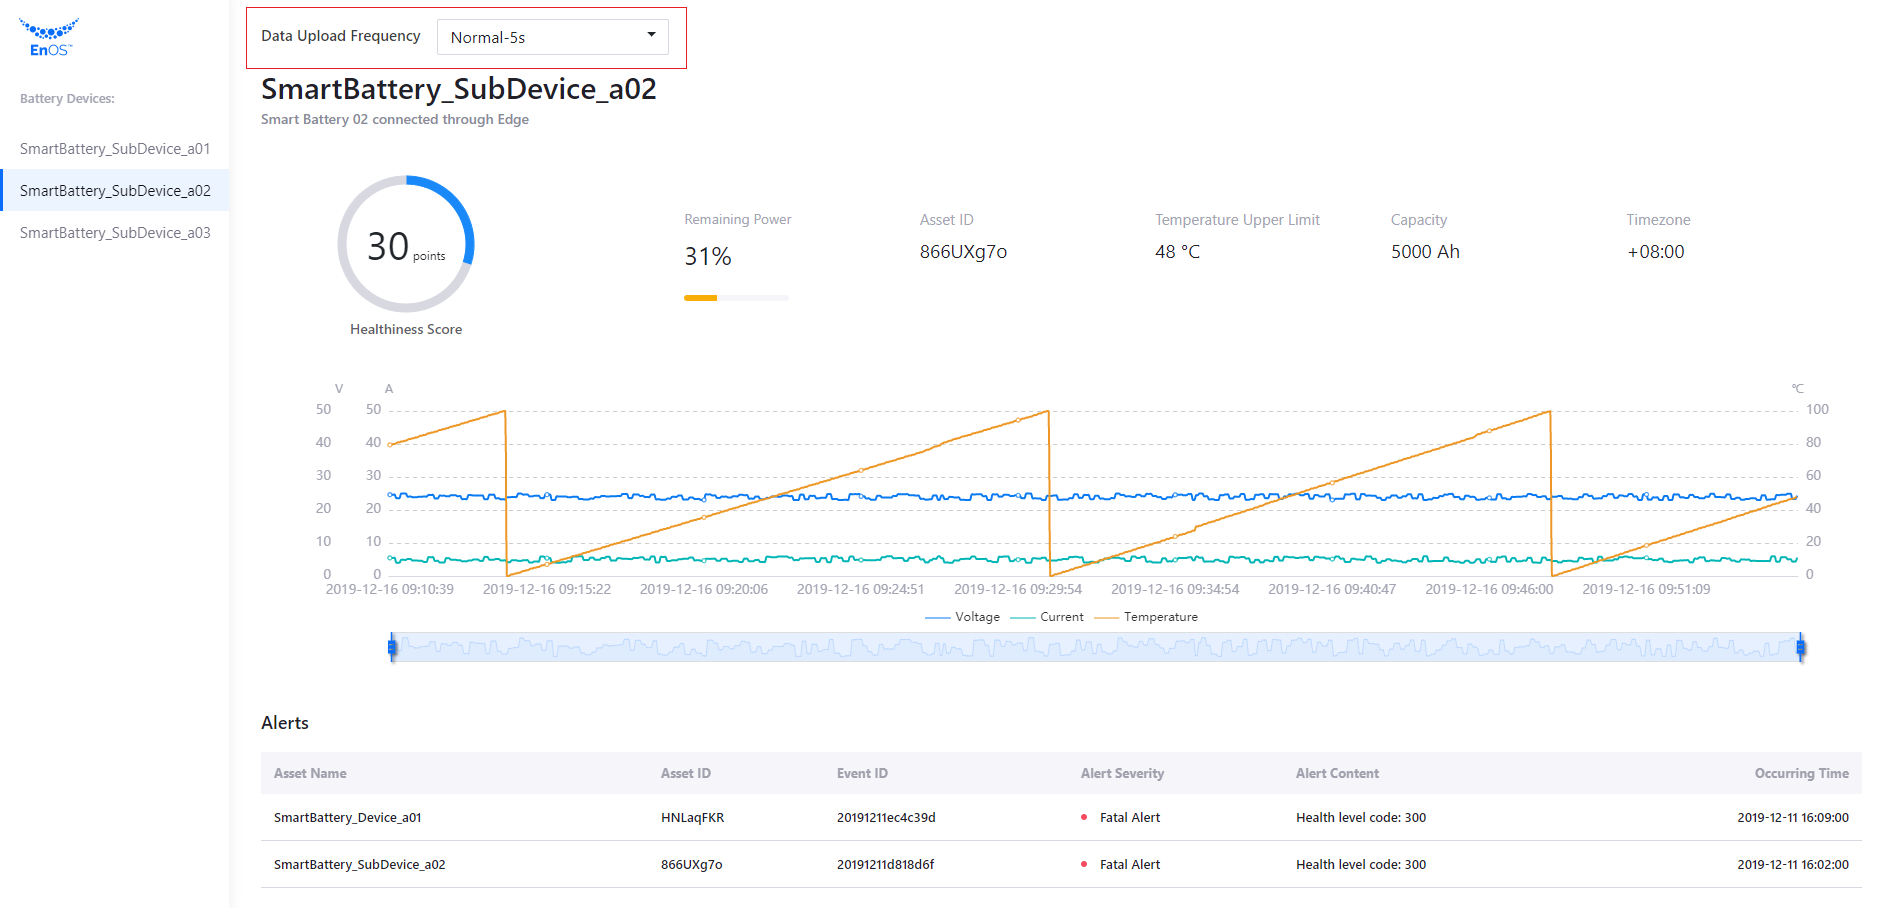 EnOS™
Battery Devices:
SmartBattery_SubDevice_a01
SmartBattery_SubDevice_a02
SmartBattery_SubDevice_a03
Data Upload Frequency Normal-5s
SmartBattery_SubDevice_a02
Smart Battery 02 connected through Edge
30 points
Healthiness Score
Remaining Power
31%
Asset ID
866UXg7o
Temperature Upper Limit
48 °C
Capacity
5000 Ah
Timezone
+08:00
V A °C
50 50 100
40 40 80
30 30 60
20 20 40
10 10 20
0 0 0
2019-12-16 09:10:39 2019-12-16 09:15:22 2019-12-16 09:20:06 2019-12-16 09:24:51 2019-12-16 09:29:54 2019-12-16 09:34:54 2019-12-16 09:40:47 2019-12-16 09:46:00 2019-12-16 09:51:09
Voltage Current Temperature
Alerts
Asset Name Asset ID Event ID Alert Severity Alert Content Occurring Time
SmartBattery_Device_a01 HNLaqFKR 20191211ec4c39d Fatal Alert Health level code: 300 2019-12-11 16:09:00
SmartBattery_SubDevice_a02 866UXg7o 20191211d818d6f Fatal Alert Health level code: 300 2019-12-11 16:02:00